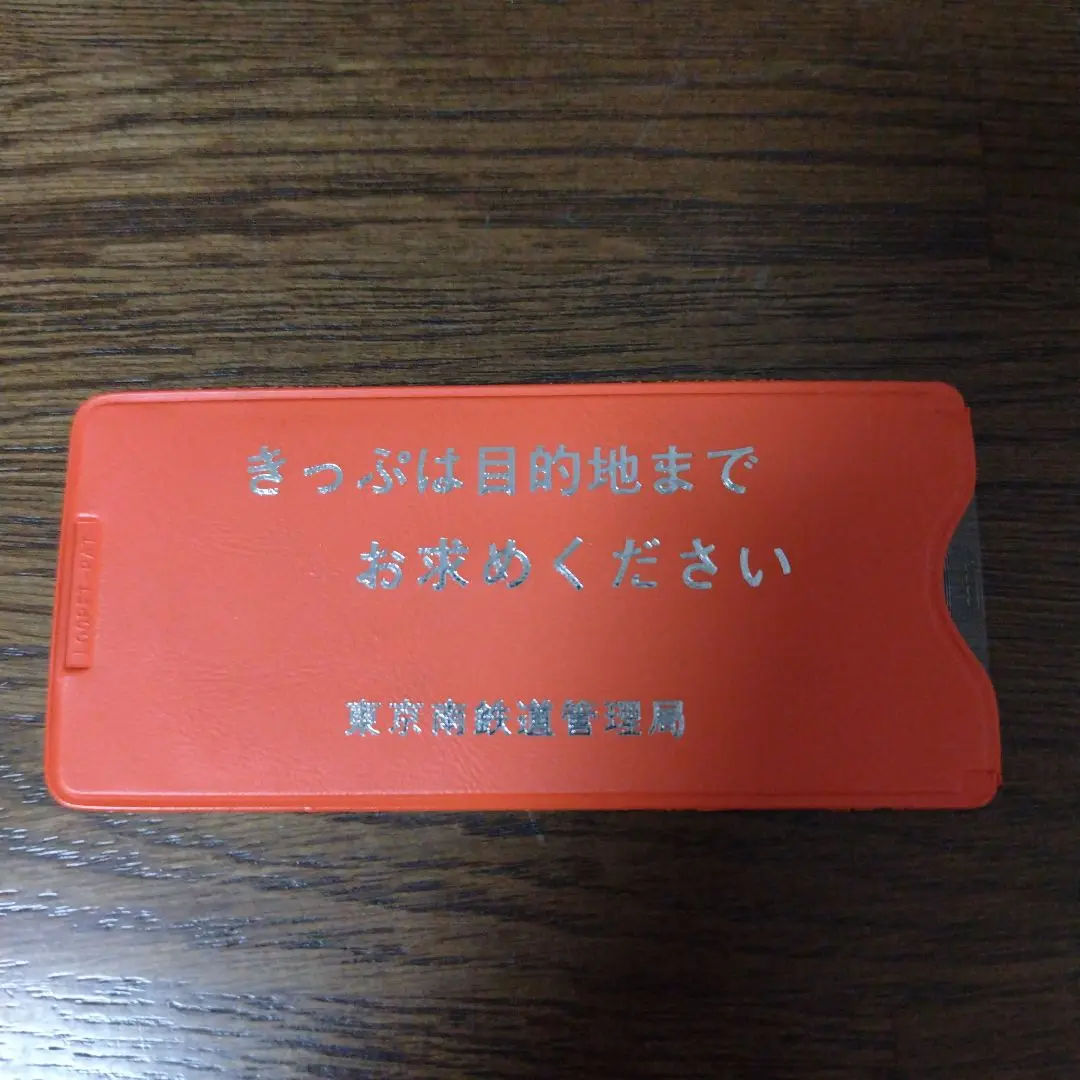 きっぷは目的地まで
お求めください
東京南鉄道管理局